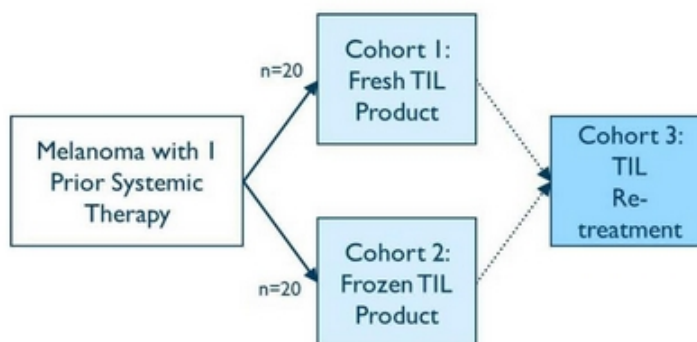 Melanoma with 1
Prior Systemic
Therapy
n=20
Cohort 1:
Fresh TIL
Product
n=20
Cohort 2:
Frozen TIL
Product
Cohort 3:
TIL
Re-
treatment